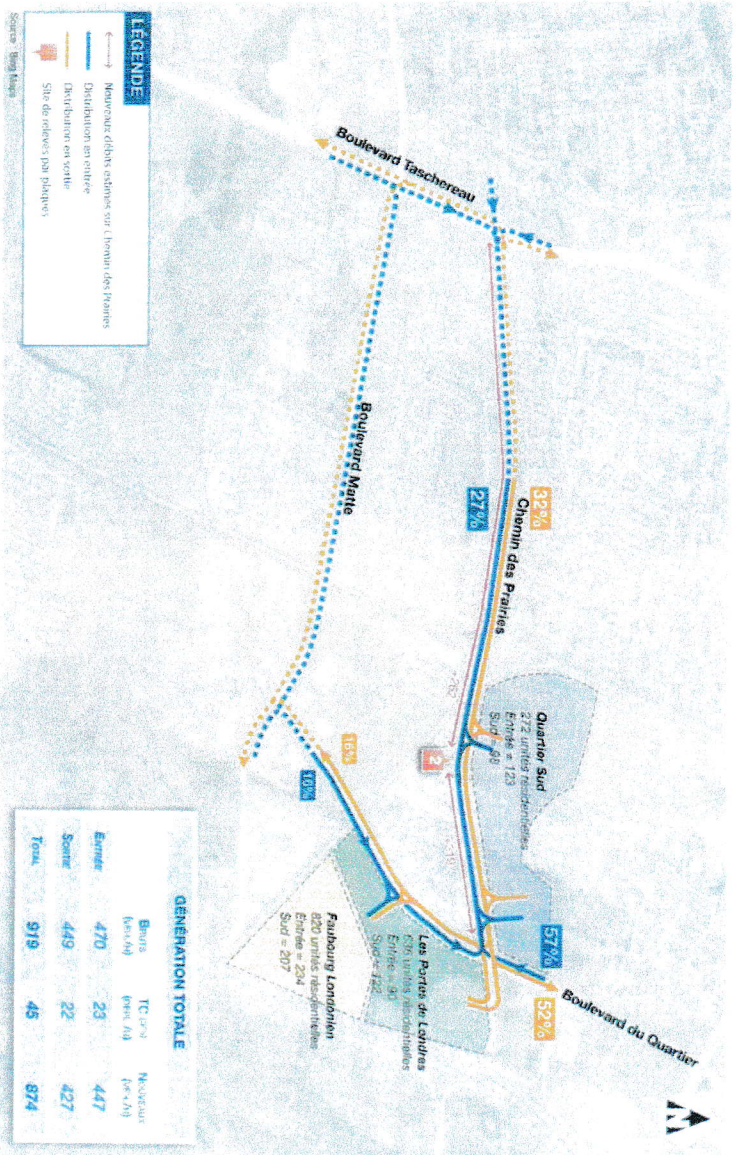 LÉGENDE
Nouveaux débits estimés sur Chemin des Prairies
Distribution en entrée
Distribution en sortie
Site de relevés par plaques
Source : Bing Maps
Boulevard Taschereau
Boulevard Matte
Chemin des Prairies
32%
27%
Quartier Sud
272 unités résidentielles
Entrée = 123
Sud = 98
2
16%
10%
57%
52%
Boulevard du Quartier
Les Portes de Londres
unités résidentielles
Faubourg Londonien
820 unités résidentielles
Entrée = 234
Sud = 207
N
GÉNÉRATION TOTALE
BRUTS NOUVEAUX
ENTRÉE 470 23 447
SORTIE 449 22 427
TOTAL 919 45 874